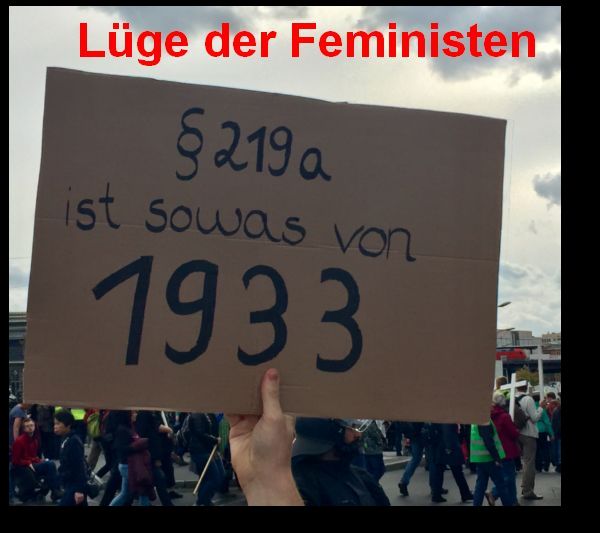 Lüge der Feministen
§ 219a
ist sowas von
1933